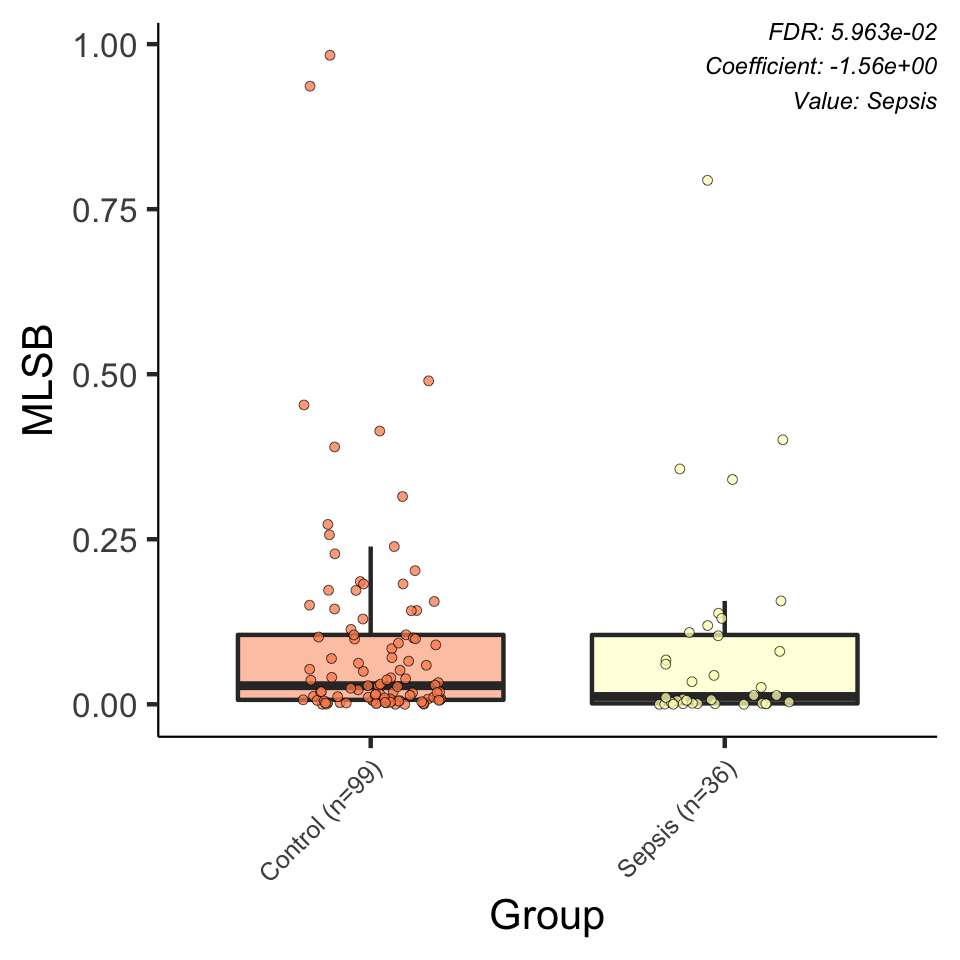 FDR: 5.963e-02
Coefficient: -1.56e+00
Value: Sepsis
1.00
0.75
0.50
0.25
0.00
MLSB
Control (n=99)
Sepsis (n=36)
Group